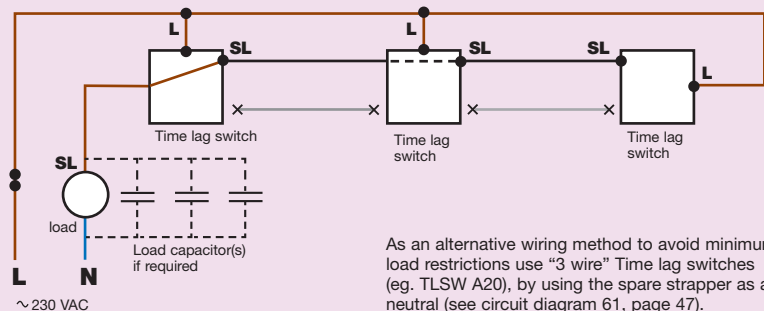 L
L
SL
SL
SL
L
Time lag switch
Time lag
switch
Time lag
switch
SL
load
Load capacitor(s)
if required
L
N
~230 VAC
As an alternative wiring method to avoid minimum
load restrictions use “3 wire” Time lag switches
(eg. TLSW A20), by using the spare strapper as a
neutral (see circuit diagram 61, page 47).